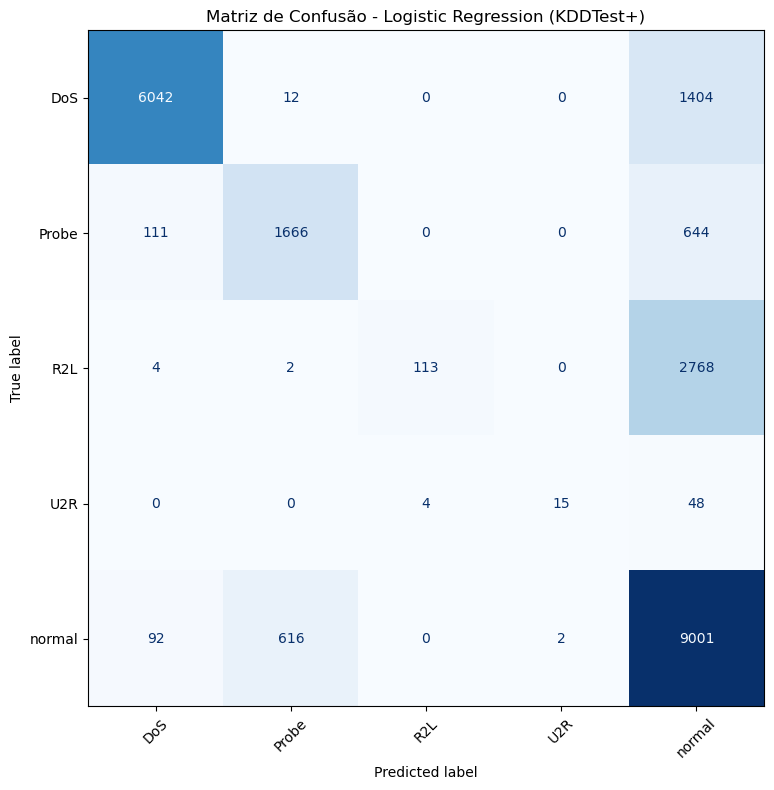 Matriz de Confusão - Logistic Regression (KDDTest+)
DoS 6042 12 0 0 1404
Probe 111 1666 0 0 644
R2L 4 2 113 0 2768
U2R 0 0 4 15 48
normal 92 616 0 2 9001
True label
DoS Probe R2L U2R normal
Predicted label